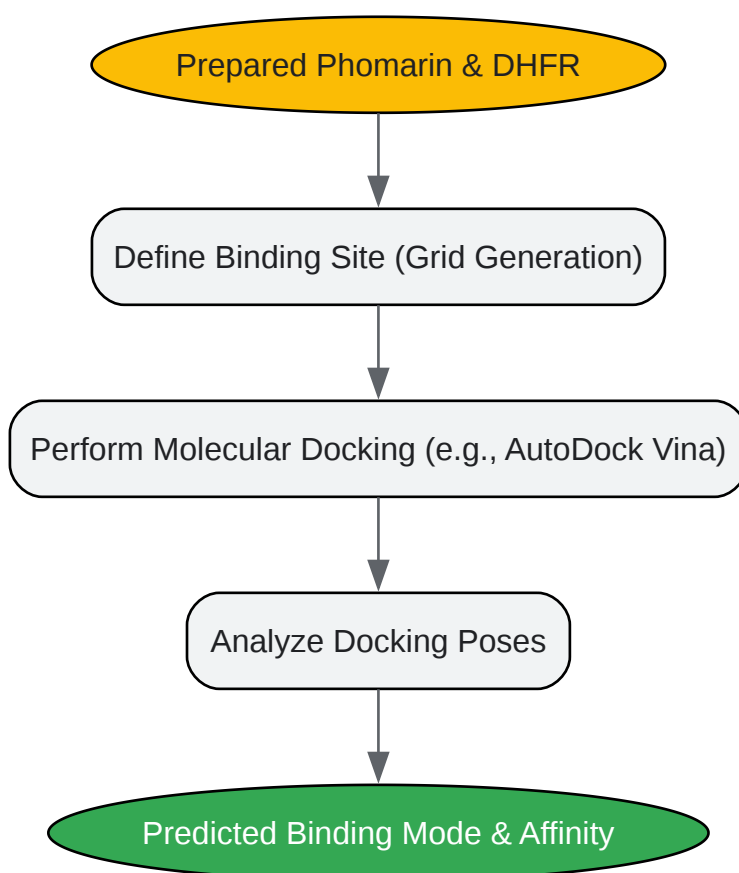 Prepared Phomarin & DHFR
Define Binding Site (Grid Generation)
Perform Molecular Docking (e.g., AutoDock Vina)
Analyze Docking Poses
Predicted Binding Mode & Affinity